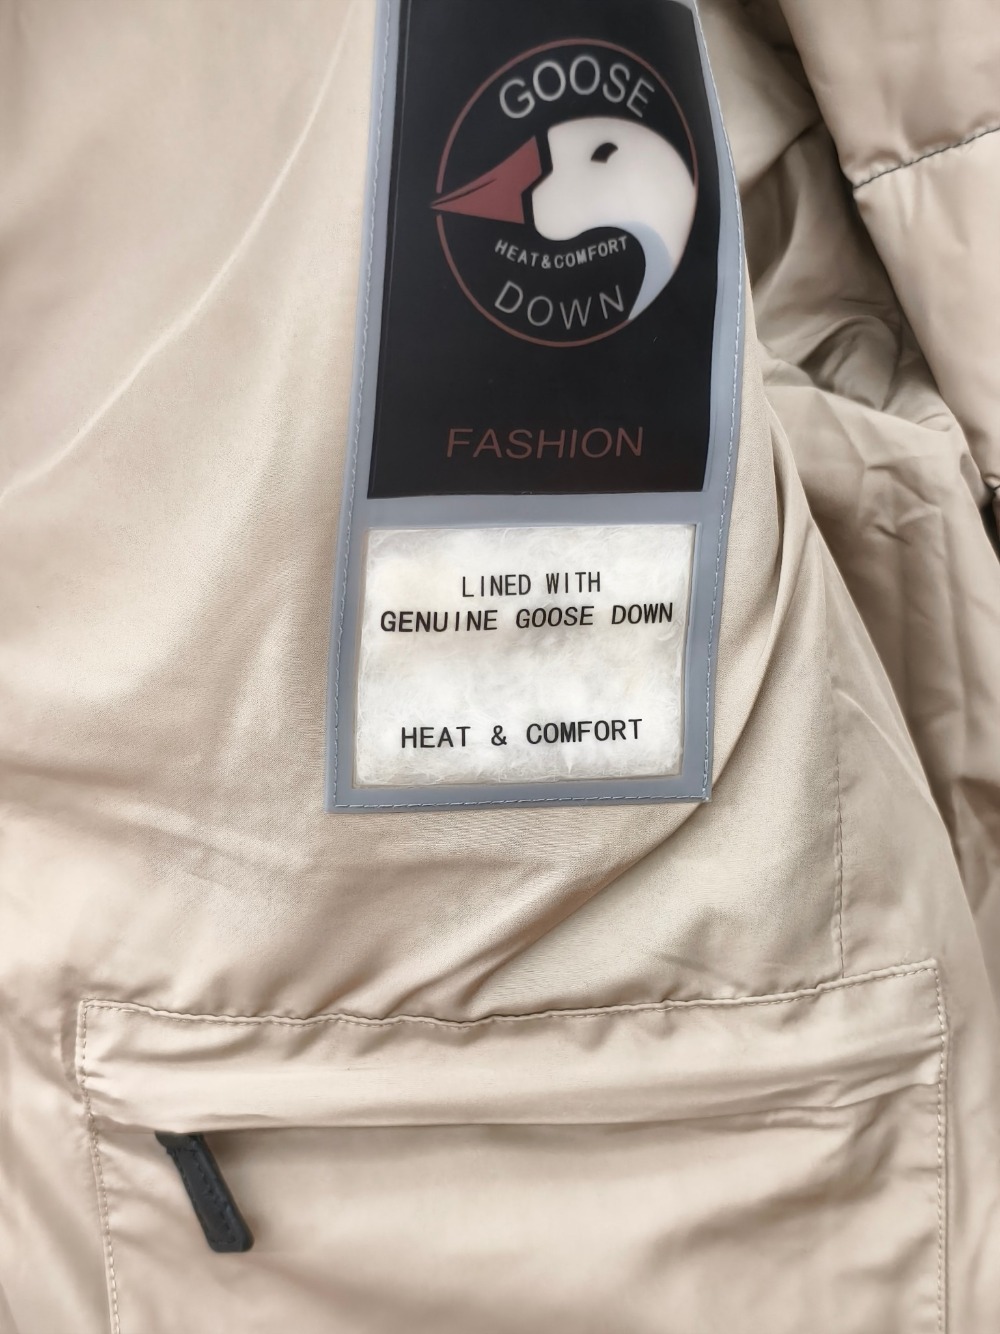 GOOSE
HEAT&COMFORT
DOWN
FASHION
LINED WITH
GENUINE GOOSE DOWN
HEAT & COMFORT